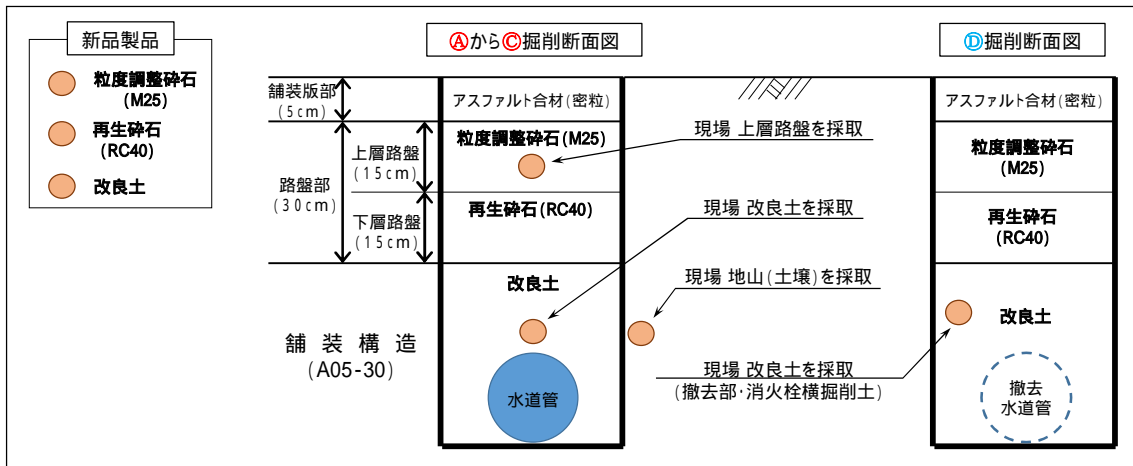 新品製品
粒度調整砕石
(M25)
再生砕石
(RC40)
改良土
ⒶからⒸ掘削断面図
Ⓓ掘削断面図
舗装版部
(5cm)
路盤部
(30cm)
上層路盤
(15cm)
下層路盤
(15cm)
舗装構造
(A05-30)
アスファルト合材(密粒)
粒度調整砕石(M25)
再生砕石(RC40)
改良土
水道管
現場 上層路盤を採取
現場 改良土を採取
現場 地山(土壌)を採取
現場 改良土を採取
(撤去部・消火栓横掘削土)
アスファルト合材(密粒)
粒度調整砕石
(M25)
再生砕石
(RC40)
改良土
撤去
水道管